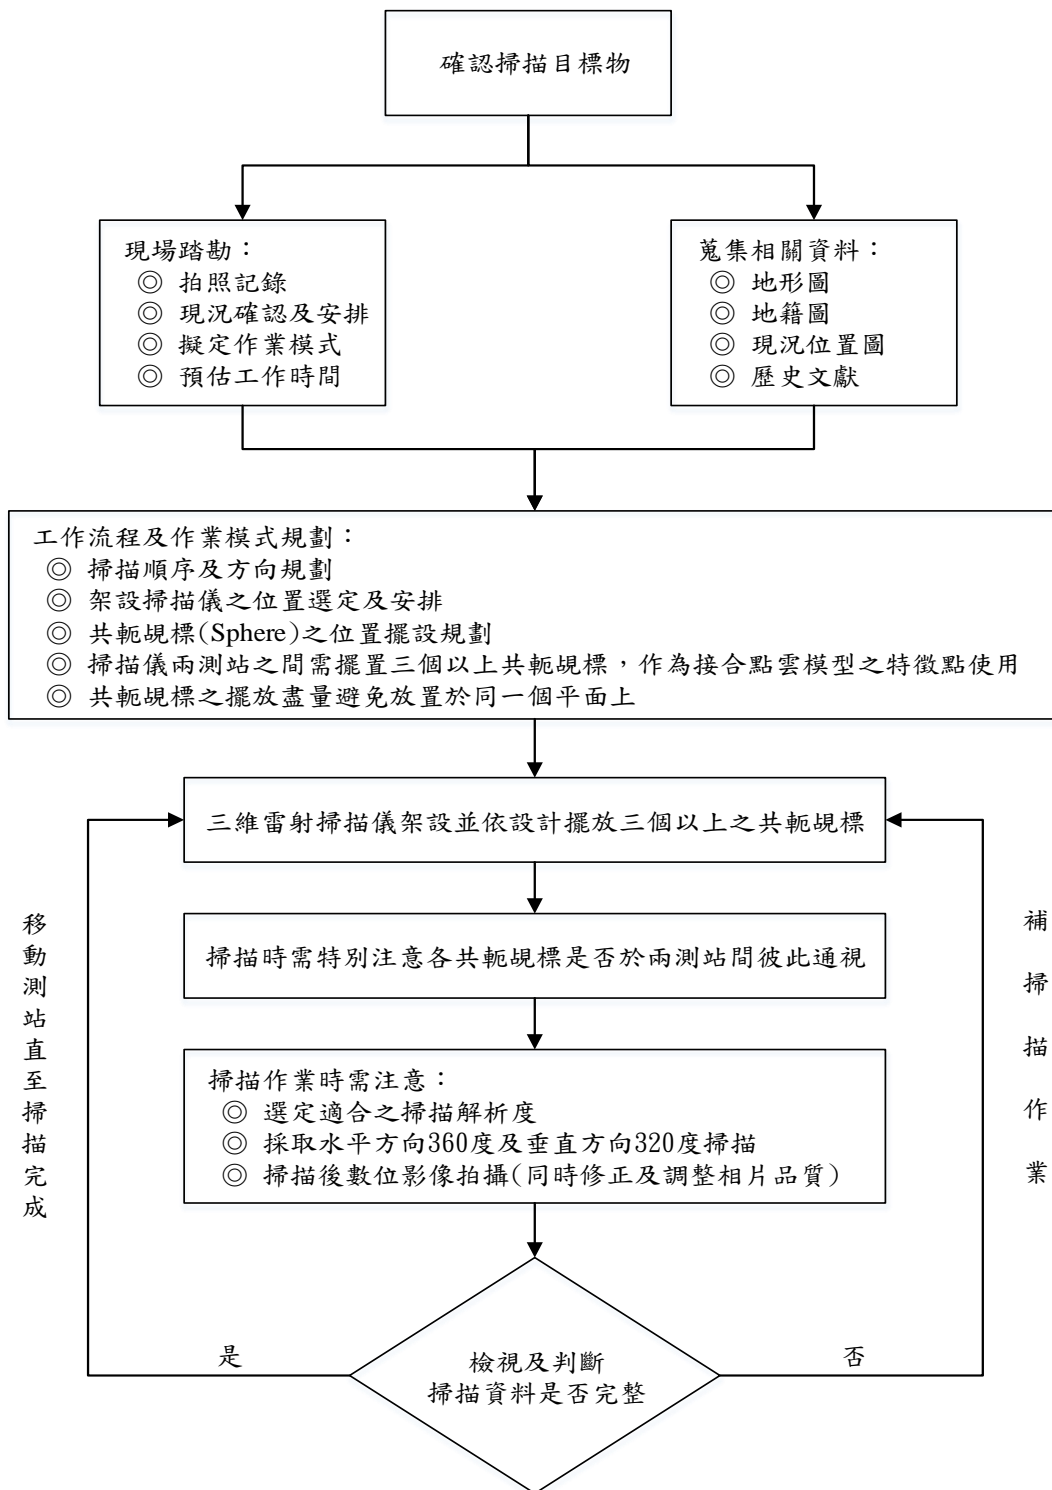 確認掃描目標物
現場踏勘：
◎ 拍照記錄
◎ 現況確認及安排
◎ 擬定作業模式
◎ 預估工作時間
蒐集相關資料：
◎ 地形圖
◎ 地籍圖
◎ 現況位置圖
◎ 歷史文獻
工作流程及作業模式規劃：
◎ 掃描順序及方向規劃
◎ 架設掃描儀之位置選定及安排
◎ 共軛覘標(Sphere)之位置擺設規劃
◎ 掃描儀兩測站之間需擺置三個以上共軛覘標，作為接合點雲模型之特徵點使用
◎ 共軛覘標之擺放盡量避免放置於同一個平面上
三維雷射掃描儀架設並依設計擺放三個以上之共軛覘標
掃描時需特別注意各共軛覘標是否於兩測站間彼此通視
掃描作業時需注意：
◎ 選定適合之掃描解析度
◎ 採取水平方向360度及垂直方向320度掃描
◎ 掃描後數位影像拍攝(同時修正及調整相片品質)
移動測站直至掃描完成
補掃描作業
是
檢視及判斷
掃描資料是否完整
否